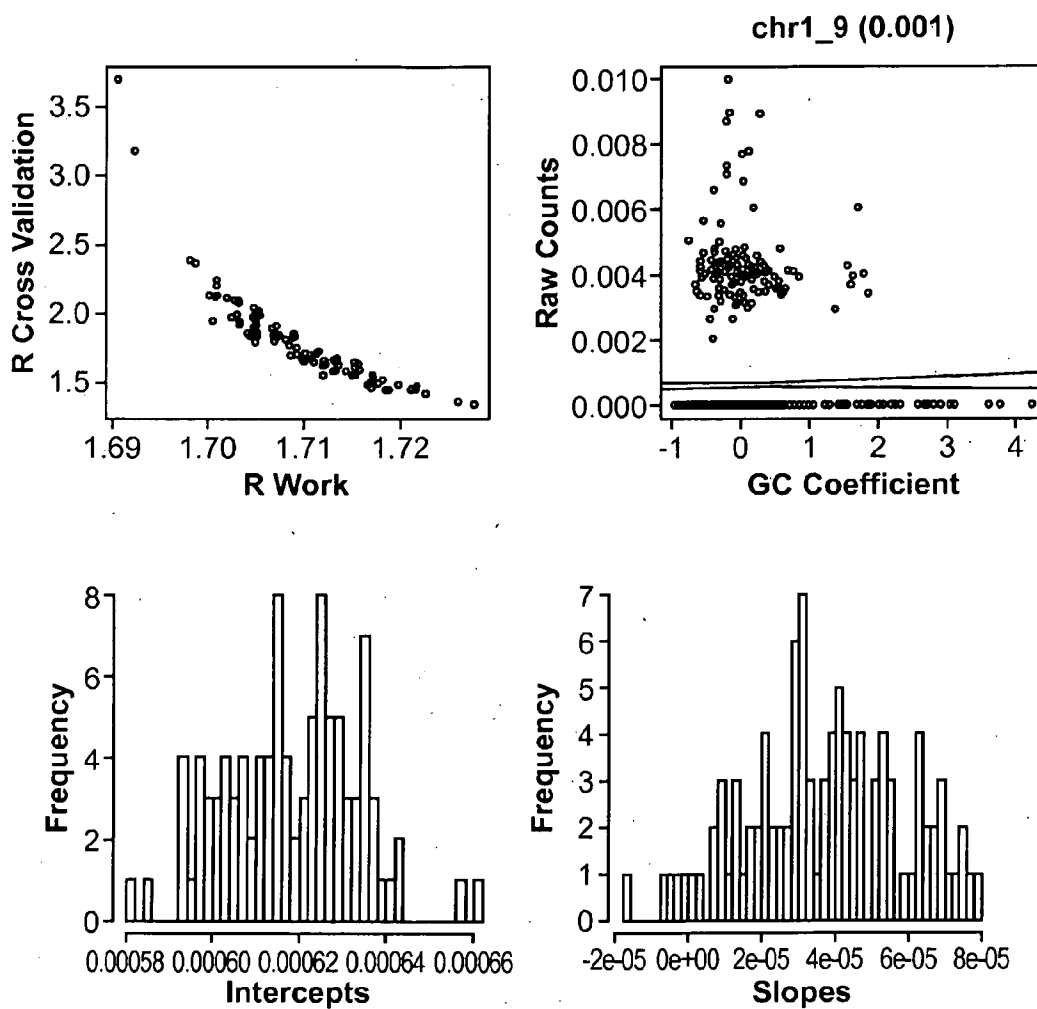 chr1_9 (0.001)
R Cross Validation
3.5
3.0
2.5
2.0
1.5
1.69 1.70 1.71 1.72
R Work
Raw Counts
0.010
0.008
0.006
0.004
0.002
0.000
-1 0 1 2 3 4
GC Coefficient
Frequency
8
6
4
2
0
0.00058 0.00060 0.00062 0.00064 0.00066
Intercepts
Frequency
7
6
5
4
3
2
1
0
-2e-05 0e+00 2e-05 4e-05 6e-05 8e-05
Slopes